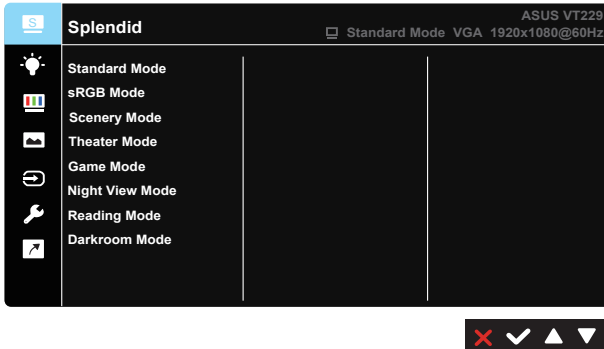 S
Splendid
ASUS VT229
Standard Mode VGA 1920x1080@60Hz
Standard Mode
sRGB Mode
Scenery Mode
Theater Mode
Game Mode
Night View Mode
Reading Mode
Darkroom Mode